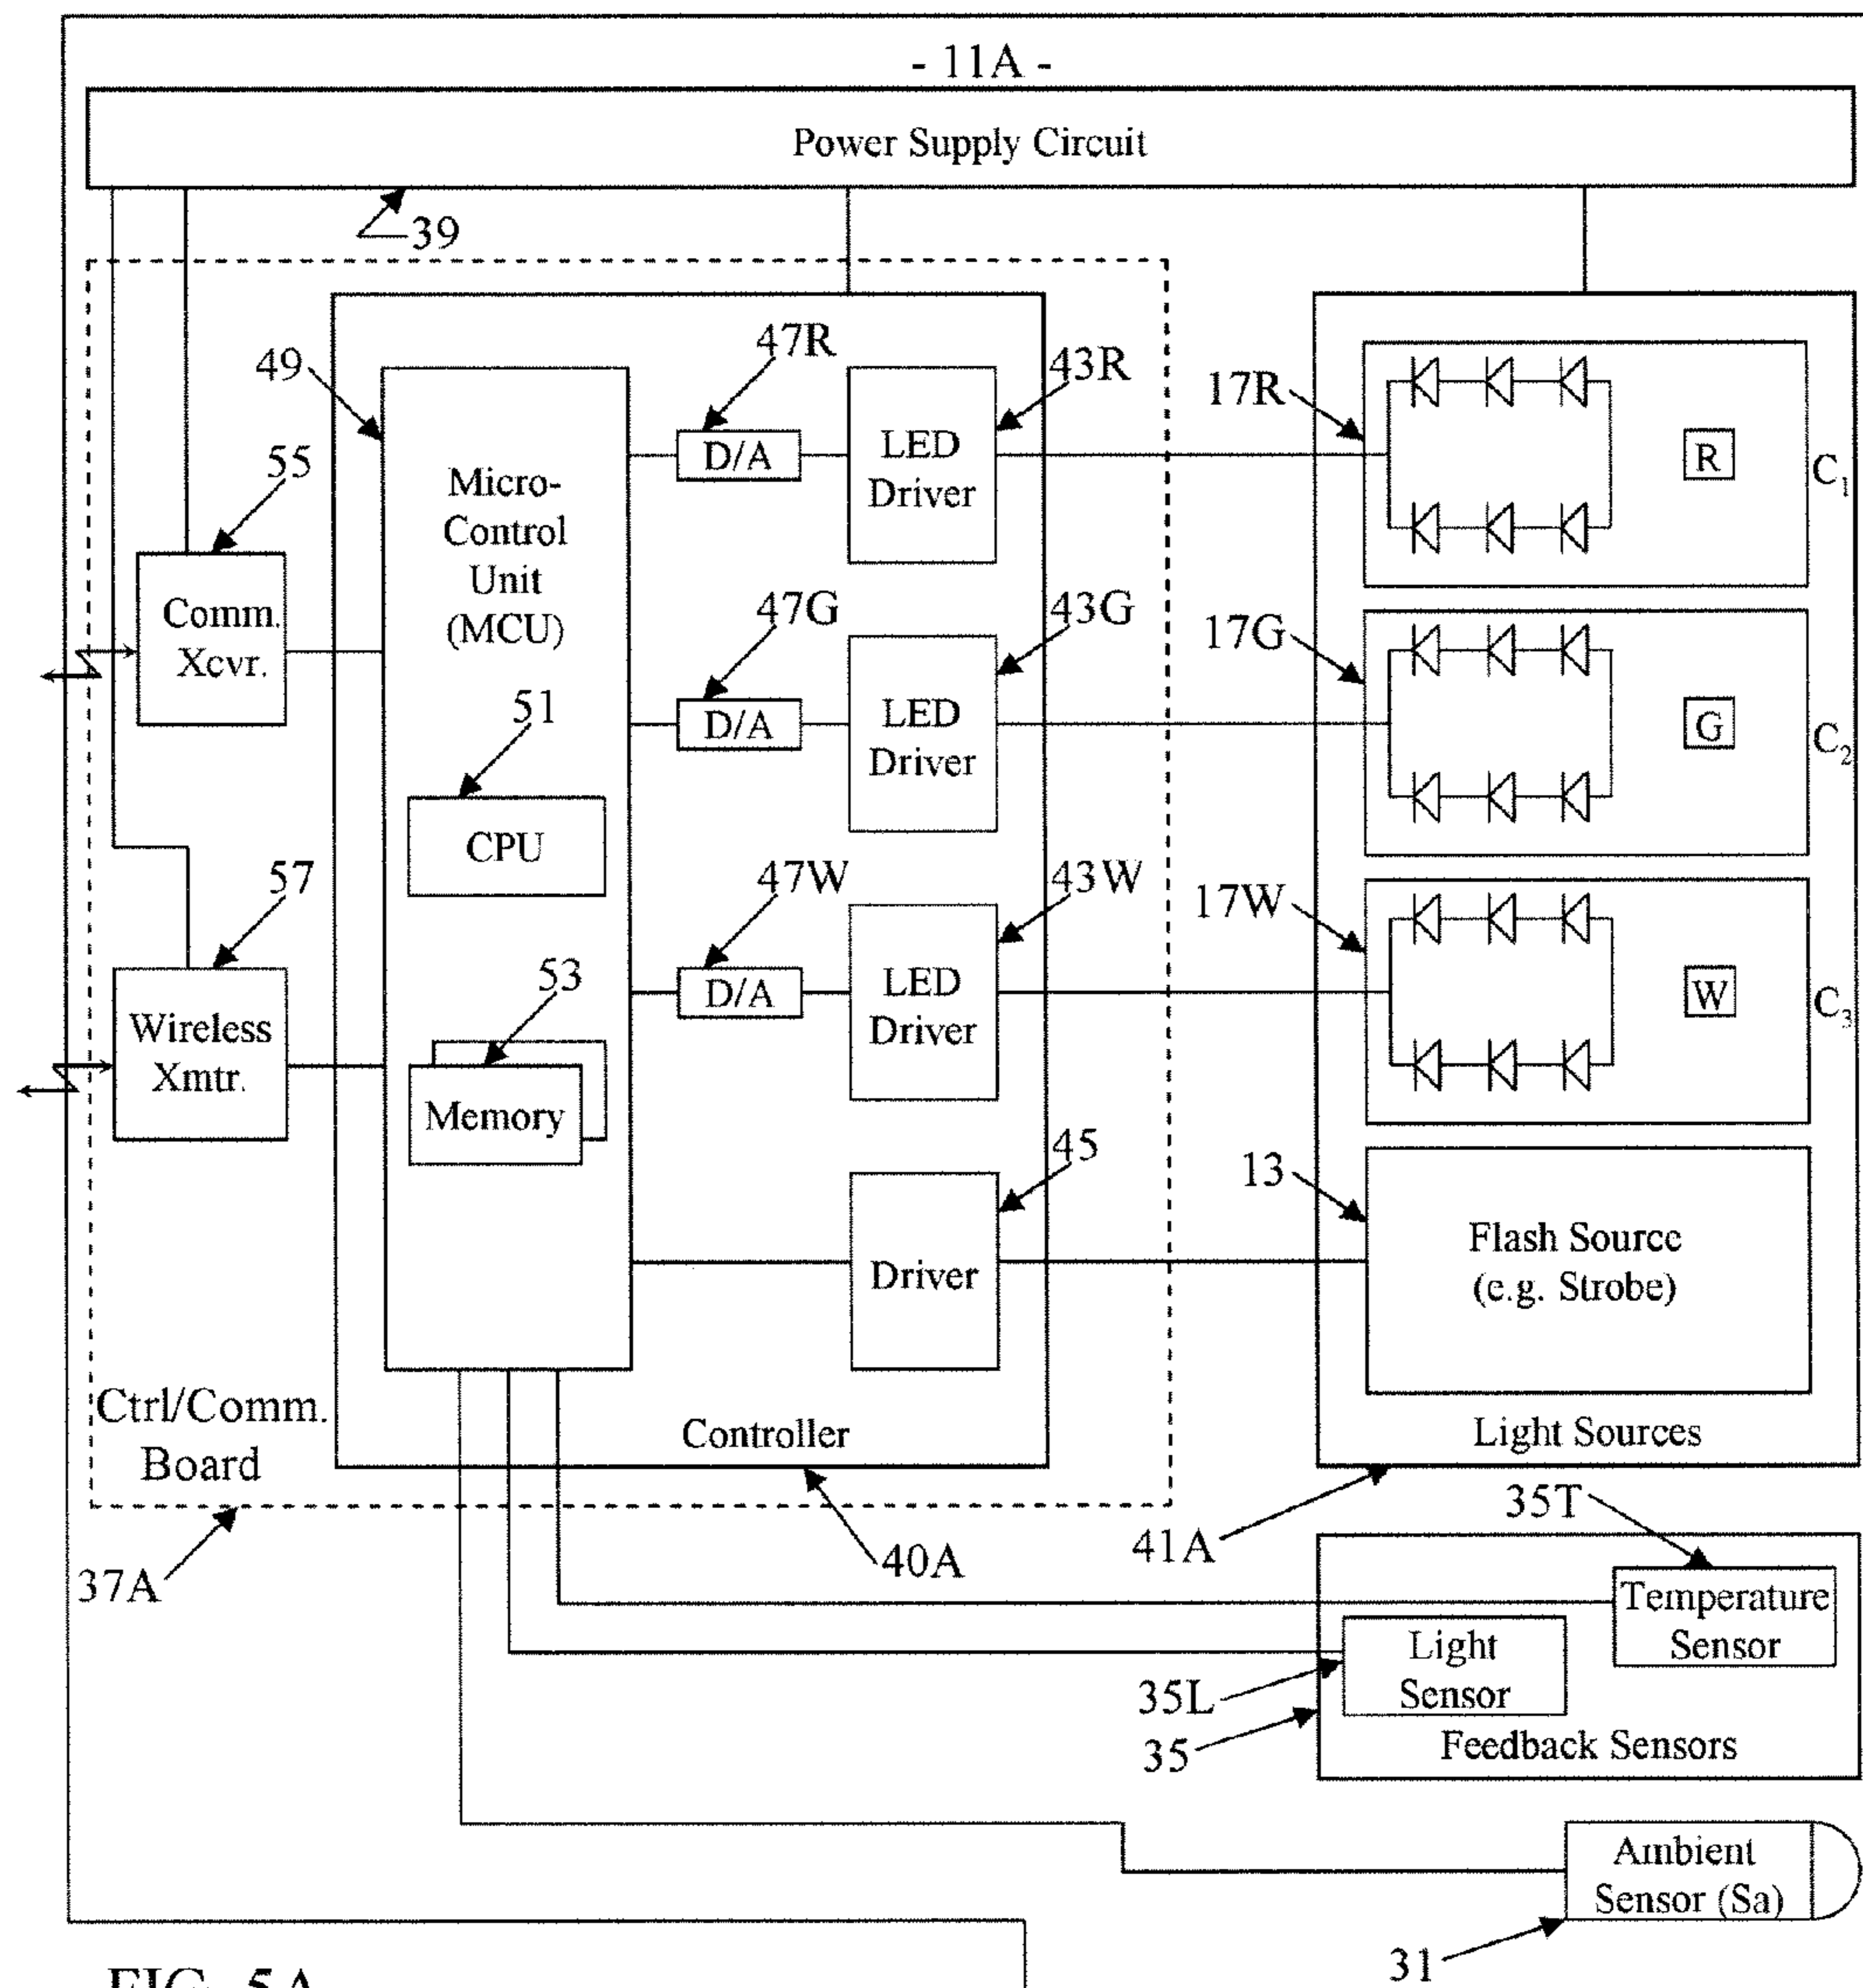 - 11A -
Power Supply Circuit
39
49
47R
43R
17R
D/A
LED
Driver
R
C₁
55
Micro-
Control
Unit
(MCU)
Comm.
Xcvr.
47G
43G
17G
D/A
LED
Driver
G
C₂
51
CPU
57
47W
43W
17W
D/A
LED
Driver
W
C₃
Wireless
Xmtr.
53
Memory
45
Driver
13
Flash Source
(e.g. Strobe)
Ctrl/Comm.
Board
Controller
Light Sources
37A
40A
41A
35T
Temperature
Sensor
Light
Sensor
35L
35
Feedback Sensors
Ambient
Sensor (Sa)
31
FIG. 5A